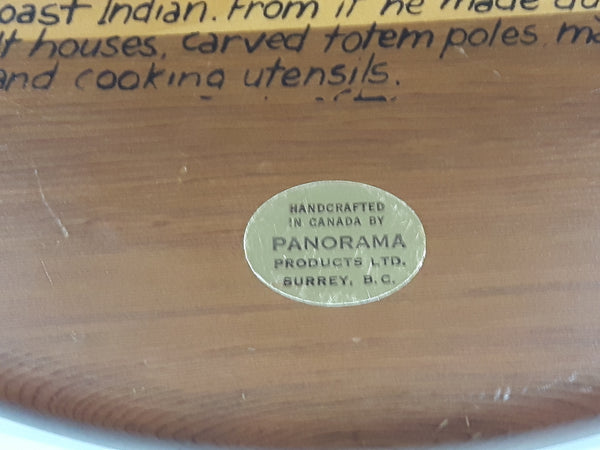 oast Indian. From it he made
lt houses, carved totem poles,
and cooking utensils.
HANDCRAFTED
IN CANADA BY
PANORAMA
PRODUCTS LTD.
SURREY, B.C.